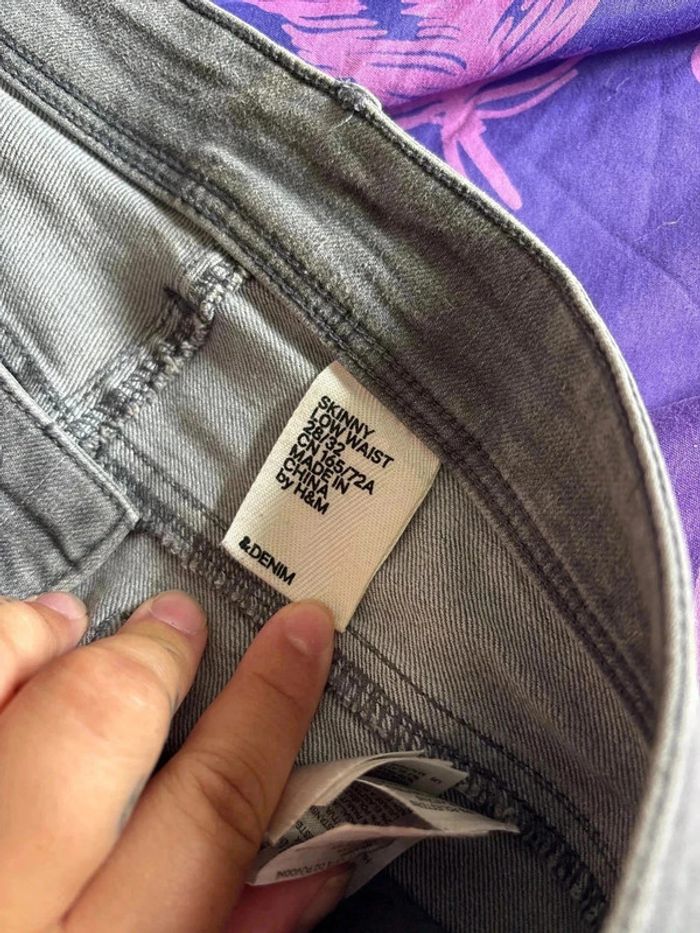 SKINNY
LOW WAIST
28/32
CN 165/72A
MADE IN
CHINA
by H&M
&DENIM